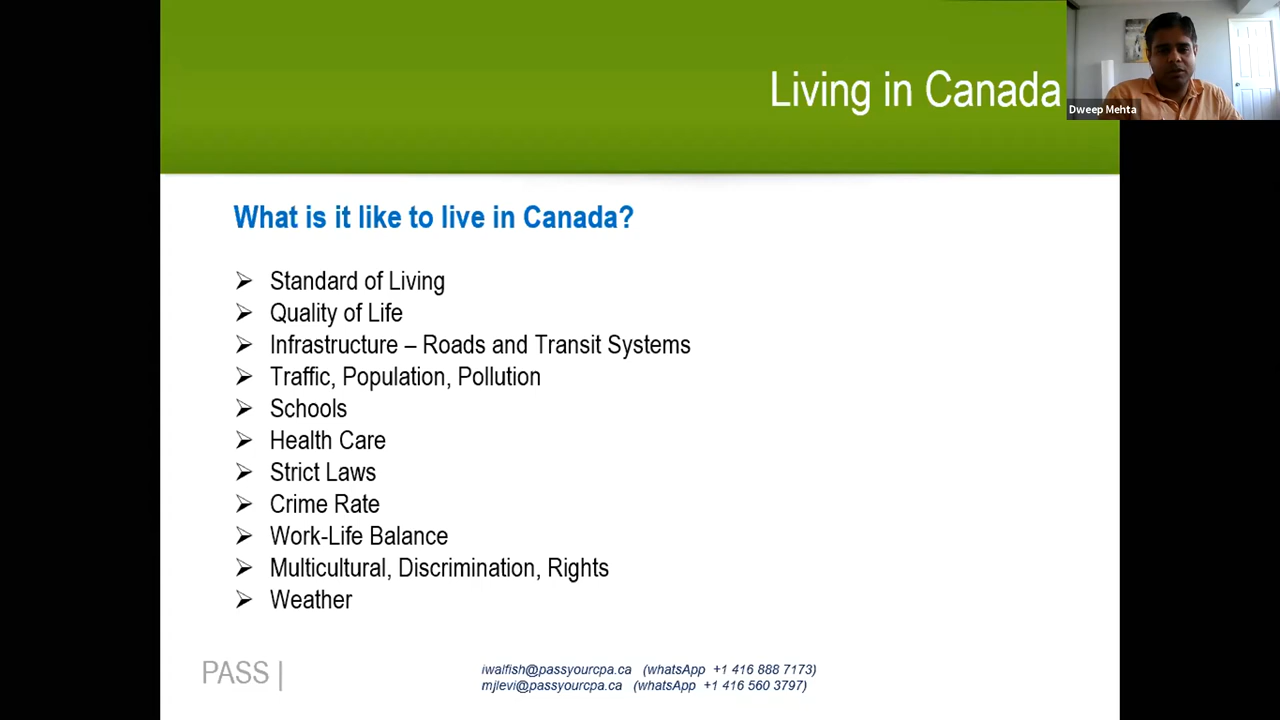 Living in Canada
Dweep Mehta
What is it like to live in Canada?
➢ Standard of Living
➢ Quality of Life
➢ Infrastructure – Roads and Transit Systems
➢ Traffic, Population, Pollution
➢ Schools
➢ Health Care
➢ Strict Laws
➢ Crime Rate
➢ Work-Life Balance
➢ Multicultural, Discrimination, Rights
➢ Weather
PASS |
iwalfish@passyourcpa.ca (whatsApp +1 416 888 7173)
mjlevi@passyourcpa.ca (whatsApp +1 416 560 3797)